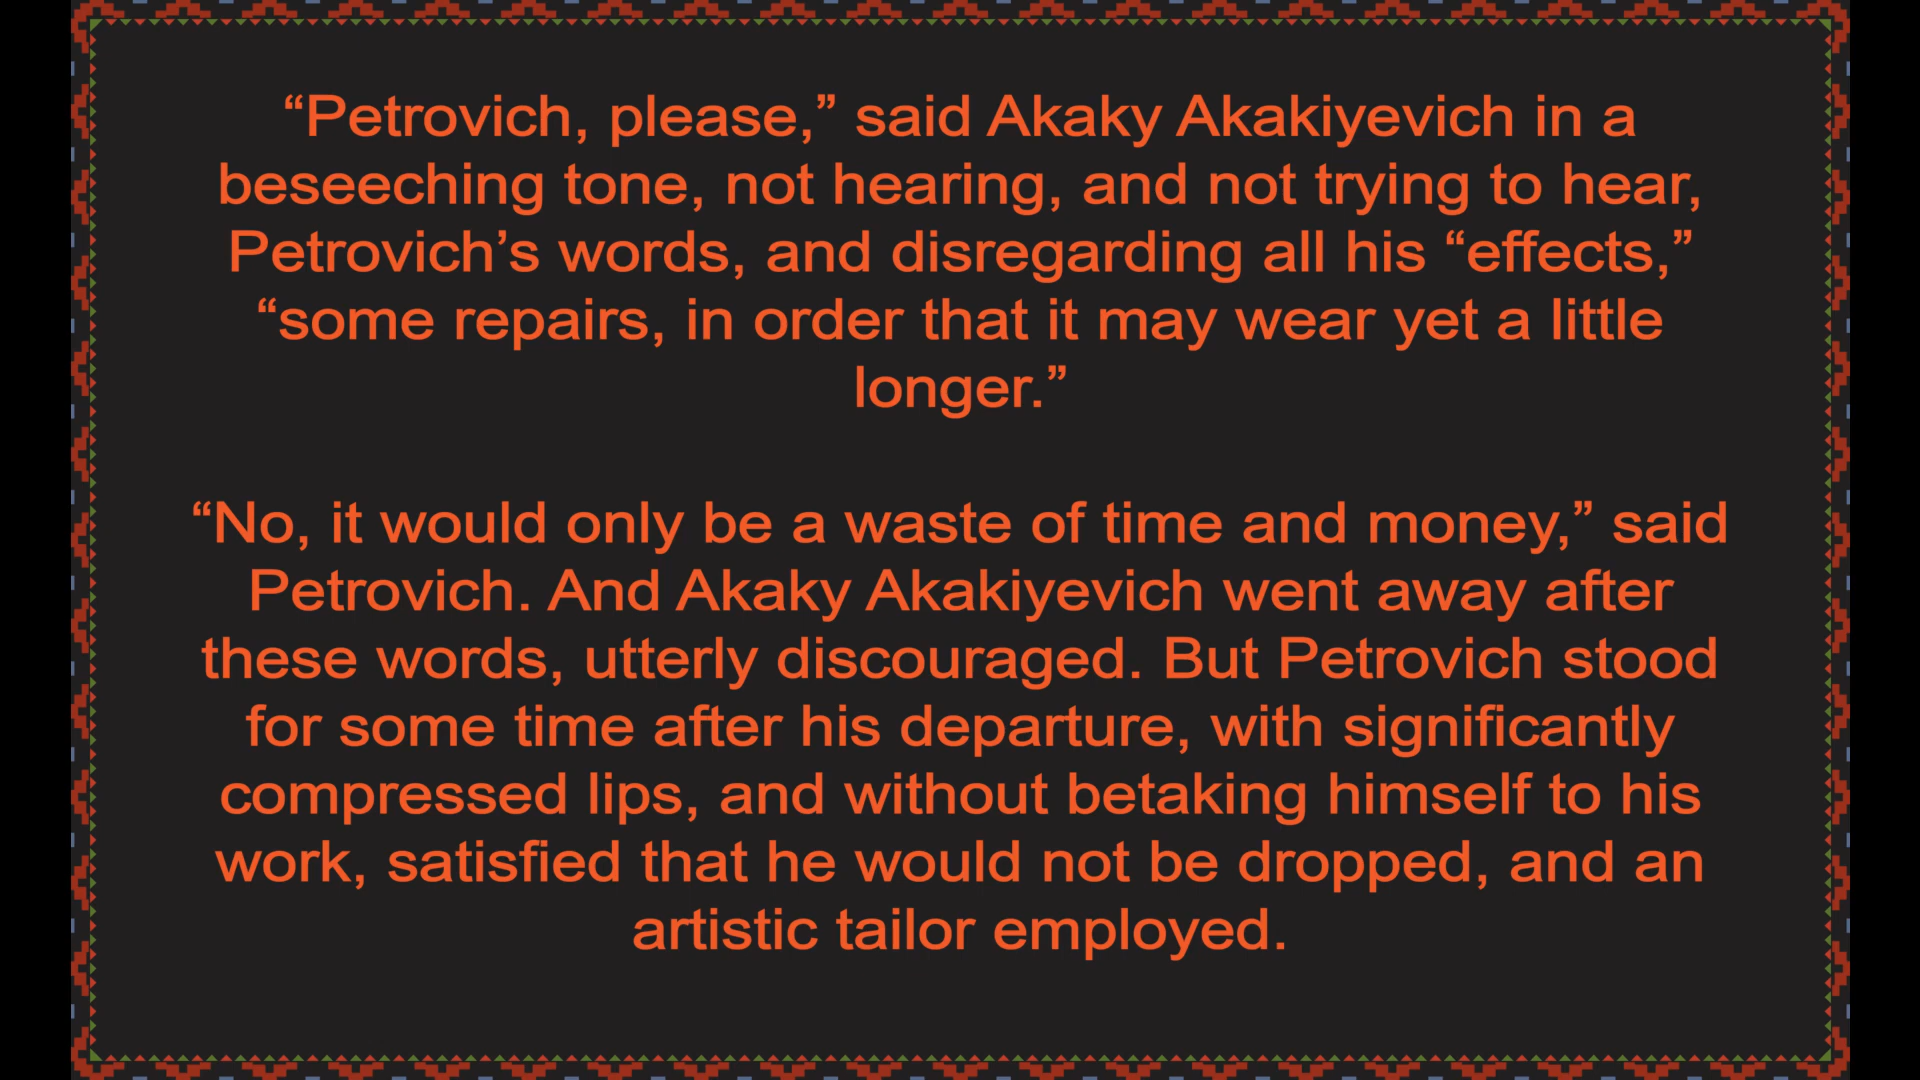 “Petrovich, please,” said Akaky Akakiyevich in a
beseeching tone, not hearing, and not trying to hear,
Petrovich’s words, and disregarding all his “effects,”
“some repairs, in order that it may wear yet a little
longer.”
“No, it would only be a waste of time and money,” said
Petrovich. And Akaky Akakiyevich went away after
these words, utterly discouraged. But Petrovich stood
for some time after his departure, with significantly
compressed lips, and without betaking himself to his
work, satisfied that he would not be dropped, and an
artistic tailor employed.